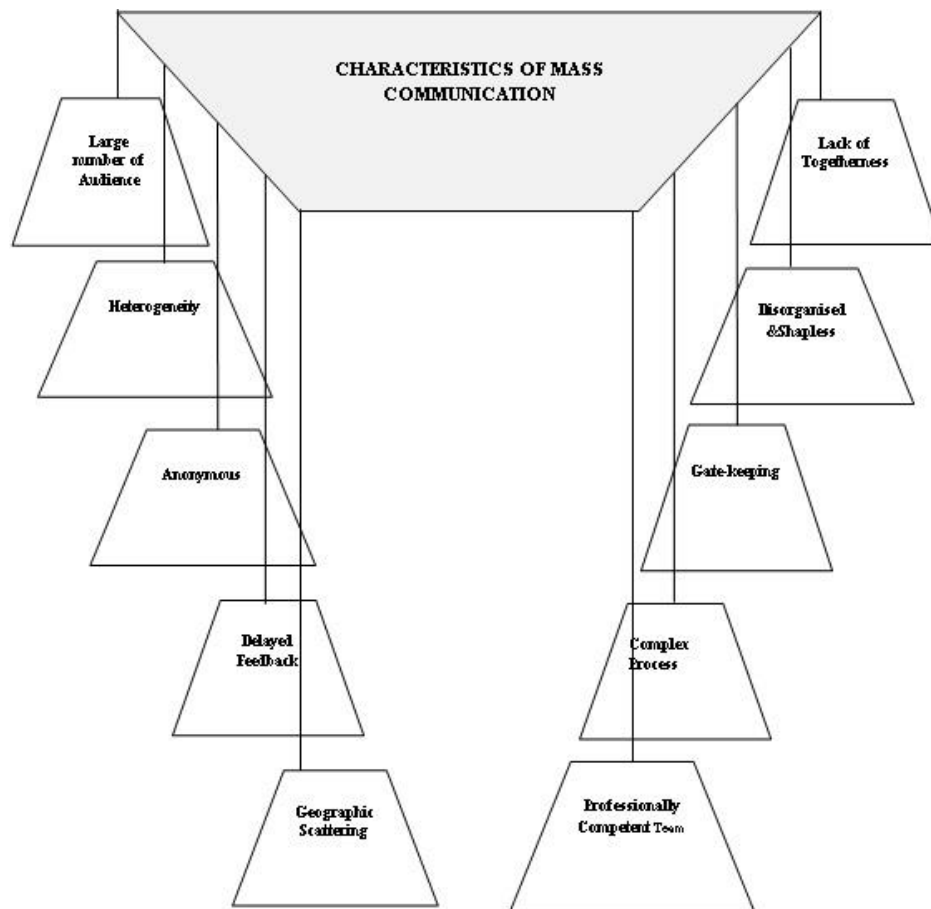 CHARACTERISTICS OF MASS
COMMUNICATION
Large
number of
Audience
Lack of
Togetherness
Heterogeneity
Disorganised
&Shapless
Anonymous
Gate-keeping
Delayed
Feedback
Complex
Process
Geographic
Scattering
Professionally
Competent Team